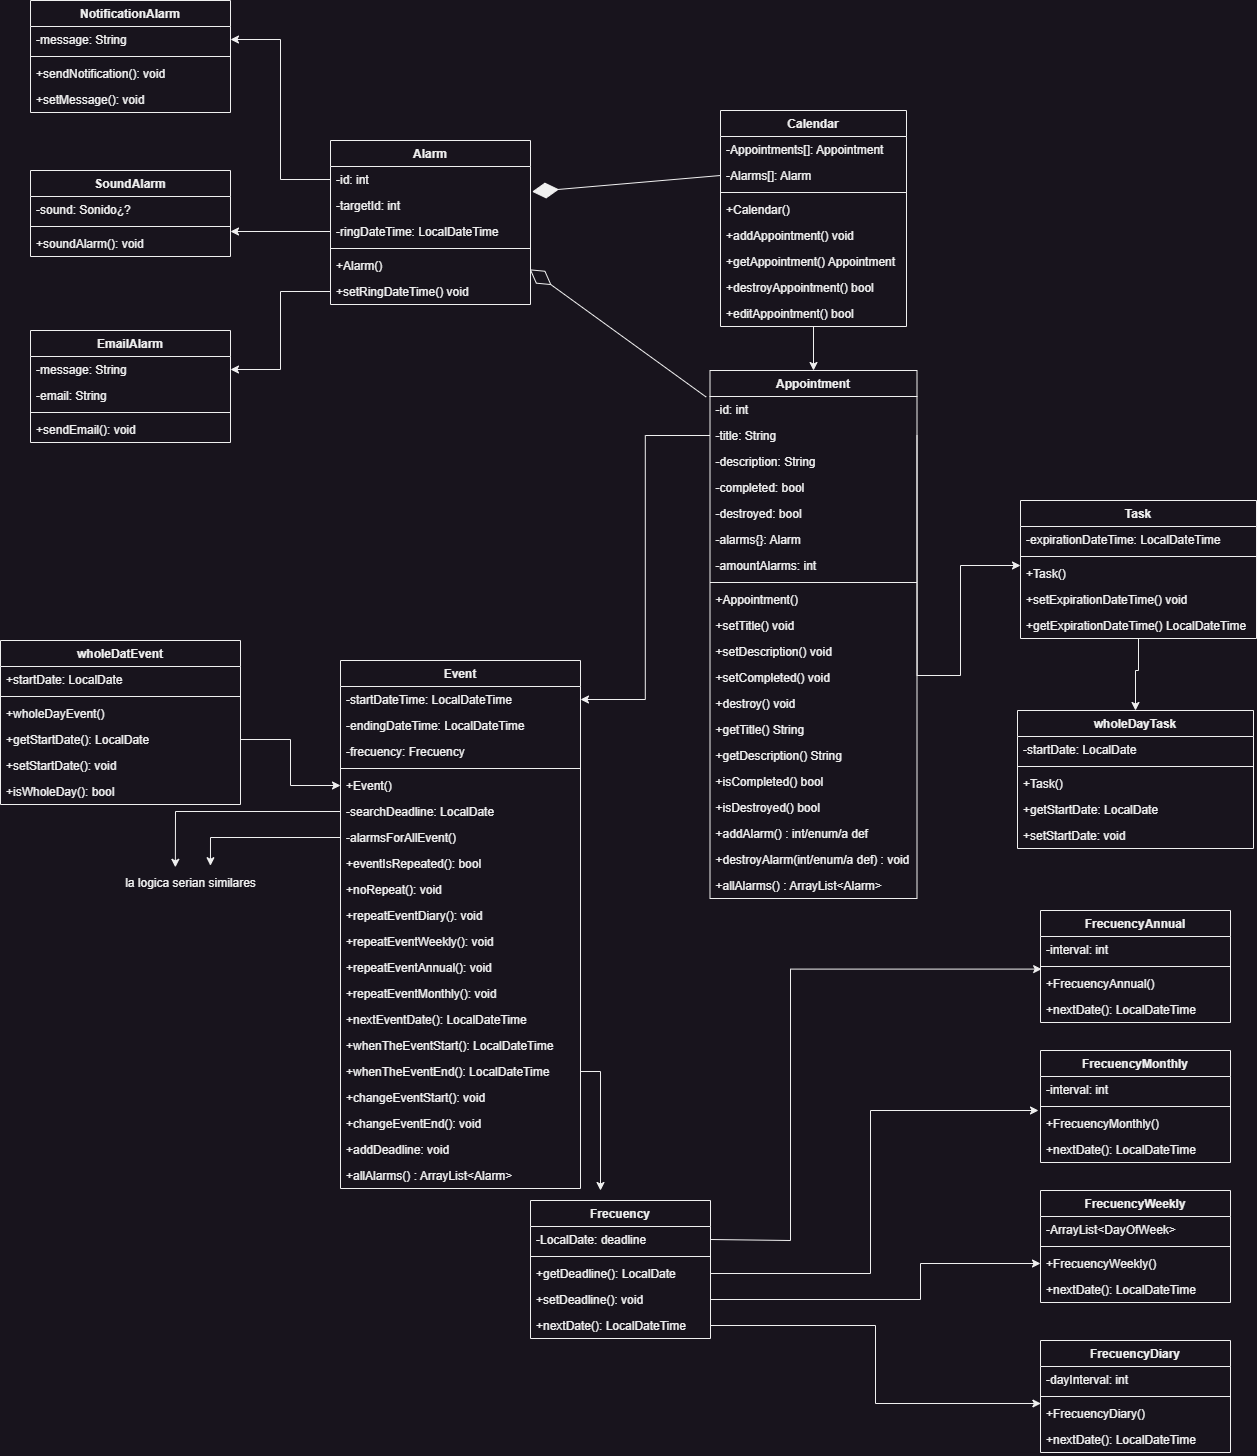 NotificationAlarm
-message: String
+sendNotification(): void
+setMessage(): void
SoundAlarm
-sound: Sonido¿?
+soundAlarm(): void
EmailAlarm
-message: String
-email: String
+sendEmail(): void
Alarm
-id: int
-targetId: int
-ringDateTime: LocalDateTime
+Alarm()
+setRingDateTime() void
Calendar
-Appointments[]: Appointment
-Alarms[]: Alarm
+Calendar()
+addAppointment() void
+getAppointment() Appointment
+destroyAppointment() bool
+editAppointment() bool
Appointment
-id: int
-title: String
-description: String
-completed: bool
-destroyed: bool
-alarms{}: Alarm
-amountAlarms: int
+Appointment()
+setTitle() void
+setDescription() void
+setCompleted() void
+destroy() void
+getTitle() String
+getDescription() String
+isCompleted() bool
+isDestroyed() bool
+addAlarm() : int/enum/a def
+destroyAlarm(int/enum/a def) : void
+allAlarms() : ArrayList<Alarm>
Task
-expirationDateTime: LocalDateTime
+Task()
+setExpirationDateTime() void
+getExpirationDateTime() LocalDateTime
wholeDayTask
-startDate: LocalDate
+Task()
+getStartDate: LocalDate
+setStartDate: void
wholeDatEvent
+startDate: LocalDate
+wholeDayEvent()
+getStartDate(): LocalDate
+setStartDate(): void
+isWholeDay(): bool
la logica serian similares
Event
-startDateTime: LocalDateTime
-endingDateTime: LocalDateTime
-frecuency: Frecuency
+Event()
-searchDeadline: LocalDate
-alarmsForAllEvent()
+eventIsRepeated(): bool
+noRepeat(): void
+repeatEventDiary(): void
+repeatEventWeekly(): void
+repeatEventAnnual(): void
+repeatEventMonthly(): void
+nextEventDate(): LocalDateTime
+whenTheEventStart(): LocalDateTime
+whenTheEventEnd(): LocalDateTime
+changeEventStart(): void
+changeEventEnd(): void
+addDeadline: void
+allAlarms() : ArrayList<Alarm>
Frecuency
-LocalDate: deadline
+getDeadline(): LocalDate
+setDeadline(): void
+nextDate(): LocalDateTime
FrecuencyAnnual
-interval: int
+FrecuencyAnnual()
+nextDate(): LocalDateTime
FrecuencyMonthly
-interval: int
+FrecuencyMonthly()
+nextDate(): LocalDateTime
FrecuencyWeekly
-ArrayList<DayOfWeek>
+FrecuencyWeekly()
+nextDate(): LocalDateTime
FrecuencyDiary
-dayInterval: int
+FrecuencyDiary()
+nextDate(): LocalDateTime